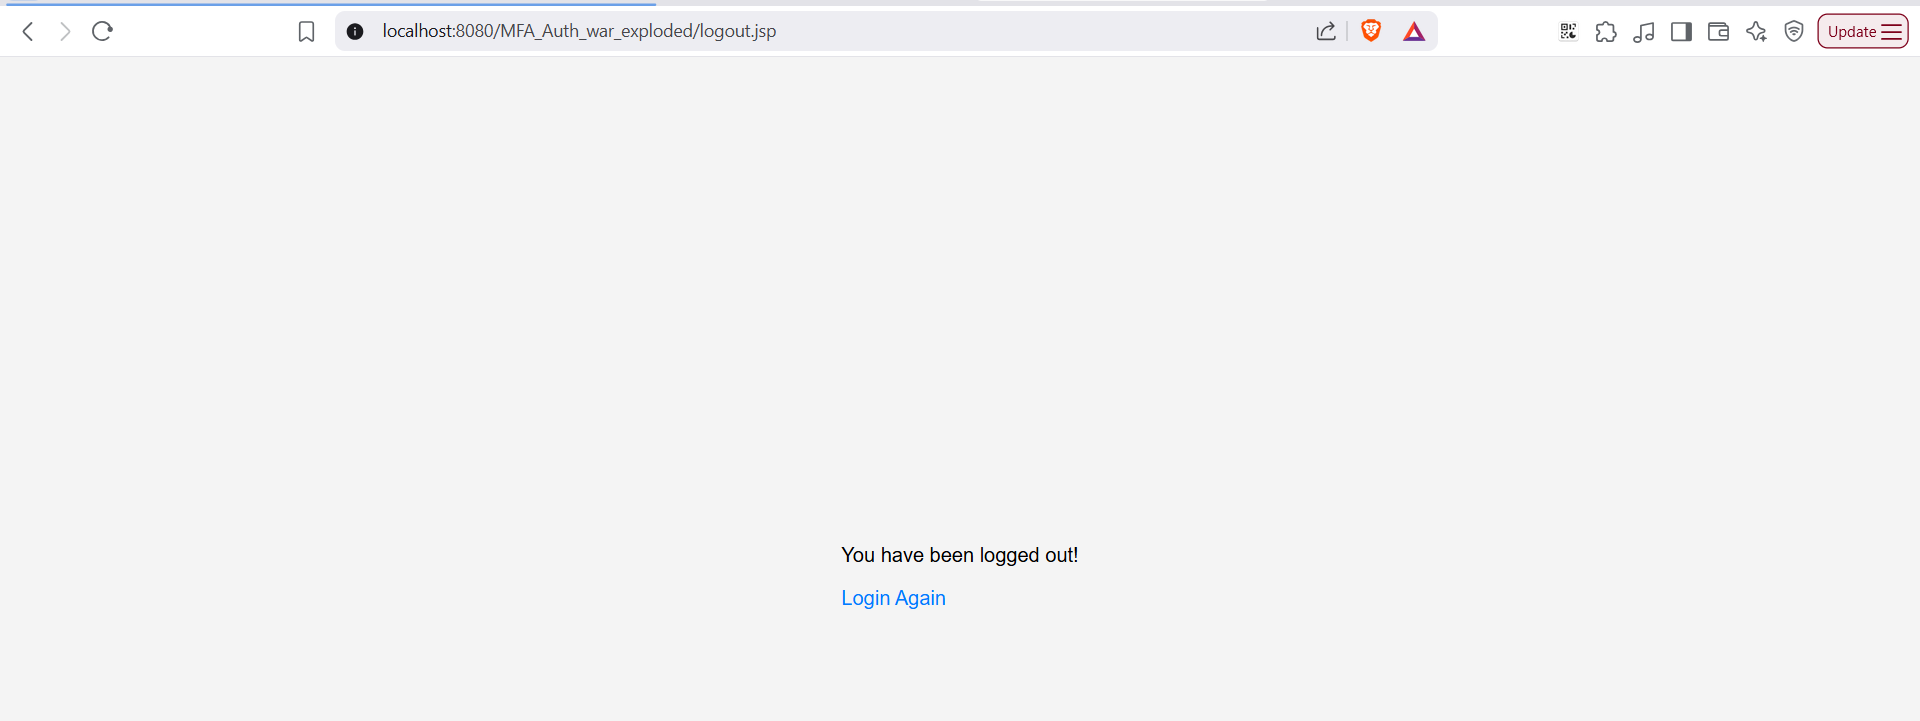 localhost:8080/MFA_Auth_war_exploded/logout.jsp
Update
You have been logged out!
Login Again